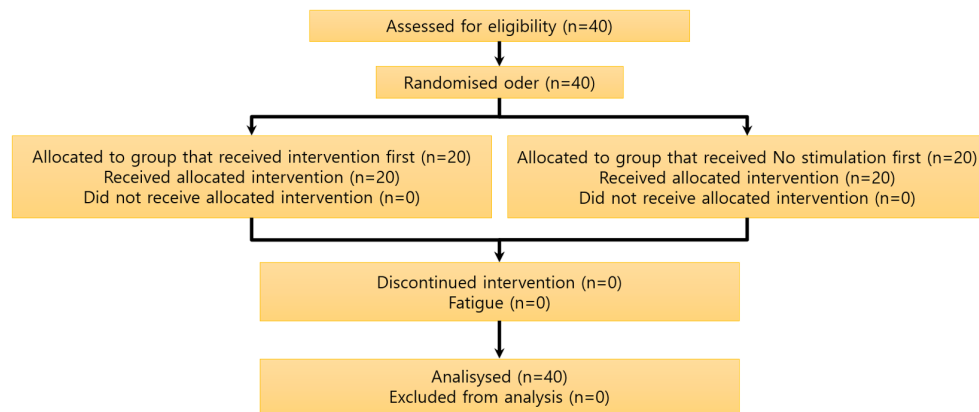 Assessed for eligibility (n=40)
Randomised oder (n=40)
Allocated to group that received intervention first (n=20)
Received allocated intervention (n=20)
Did not receive allocated intervention (n=0)
Allocated to group that received No stimulation first (n=20)
Received allocated intervention (n=20)
Did not receive allocated intervention (n=0)
Discontinued intervention (n=0)
Fatigue (n=0)
Analisysed (n=40)
Excluded from analysis (n=0)